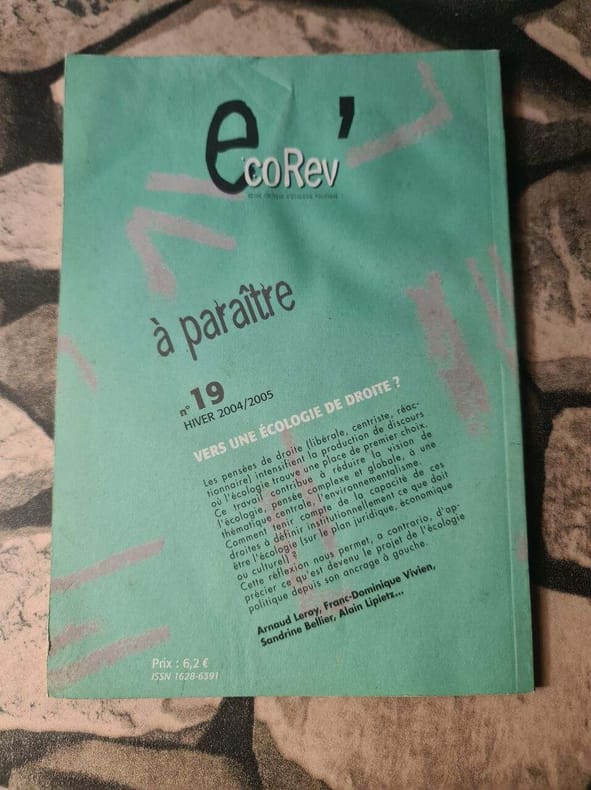 ecoRev'
REVUE CRITIQUE D'ÉCOLOGIE POLITIQUE
à paraître
n° 19
HIVER 2004/2005
VERS UNE ÉCOLOGIE DE DROITE ?
Les pensées de droite (libérale, centriste, réac-
tionnaire) intensifient la production de discours
où l'écologie trouve une place de premier choix.
Ce travail contribue à réduire la vision de
l'écologie, pensée complexe et globale, à une
thématique centrale, l'environnementalisme.
Comment tenir compte de la capacité de ces
droites à définir institutionnellement ce que doit
être l'écologie (sur le plan juridique, économique
ou culturel) ?
Cette réflexion nous permet, a contrario, d'ap-
précier ce qu'est devenu le projet de l'écologie
politique depuis son ancrage à gauche.
Arnaud Leroy, Franc-Dominique Vivien,
Sandrine Bellier, Alain Lipietz...
Prix : 6,2 €
ISSN 1628-6391